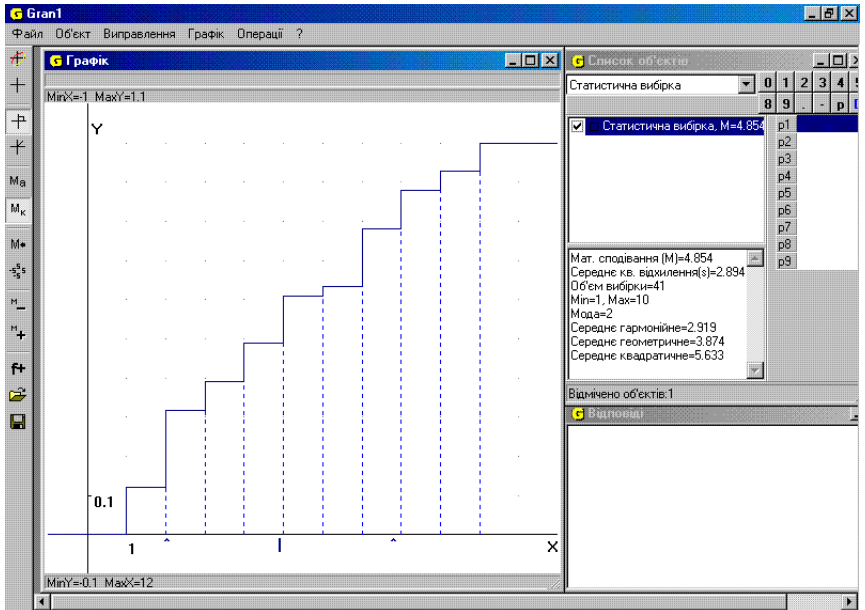 Gran1
Файл Об'єкт Виправлення Графік Операції ?
Графік
MinX=-1 MaxY=1.1
Y
0.1
1
X
MinY=-0.1 MaxX=12
Ма
Мк
М
S S S
М
М
f+
Список об'єктів
Статистична вибірка
0 1 2 3 4 5
8 9 . - p
Статистична вибірка, М=4.854
p1
p2
p3
p4
p5
p6
p7
p8
p9
Мат. сподівання (М)=4.854
Середнє кв. відхилення(s)=2.894
Об'єм вибірки=41
Min=1, Max=10
Мода=2
Середнє гармонійне=2.919
Середнє геометричне=3.874
Середнє квадратичне=5.633
Відмічено об'єктів:1
Відповіді